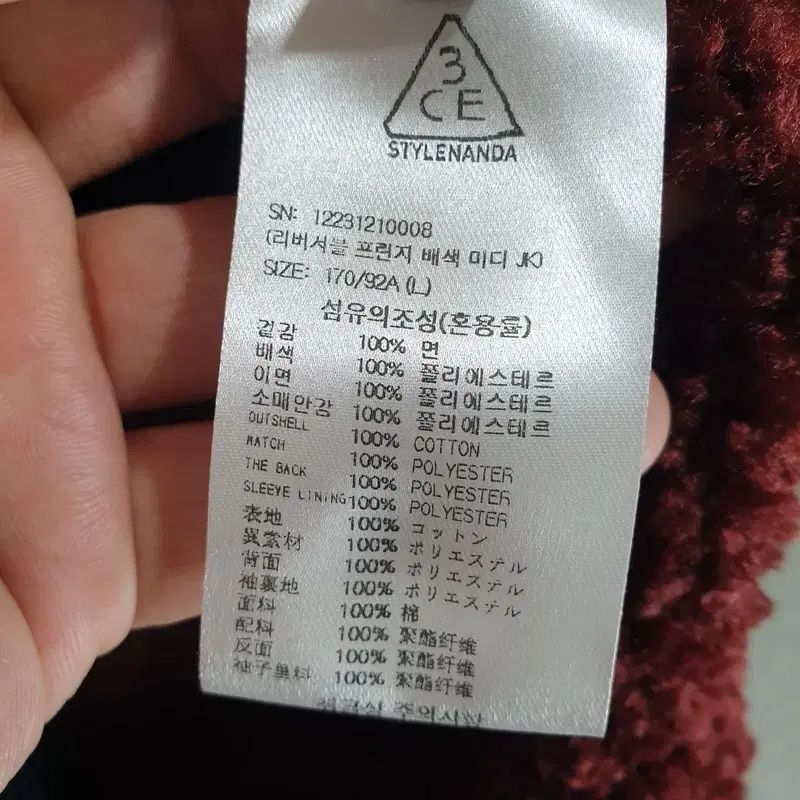 3
CE
STYLENANDA
SN: 12231210008
(리버서블 프린지 배색 미디 JK)
SIZE: 170/92A (L)
섬유의조성(혼용률)
겉감 100% 면
배색 100% 폴리에스테르
이면 100% 폴리에스테르
소매안감 100% 폴리에스테르
OUTSHELL 100% COTTON
MATCH 100% POLYESTER
THE BACK 100% POLYESTER
SLEEVE LINING 100% POLYESTER
表地 100% コットン
異素材 100% ポリエステル
背面 100% ポリエステル
袖裏地 100% ポリエステル
面料 100% 棉
配料 100% 聚酯纤维
反面 100% 聚酯纤维
袖子里料 100% 聚酯纤维
주의사항